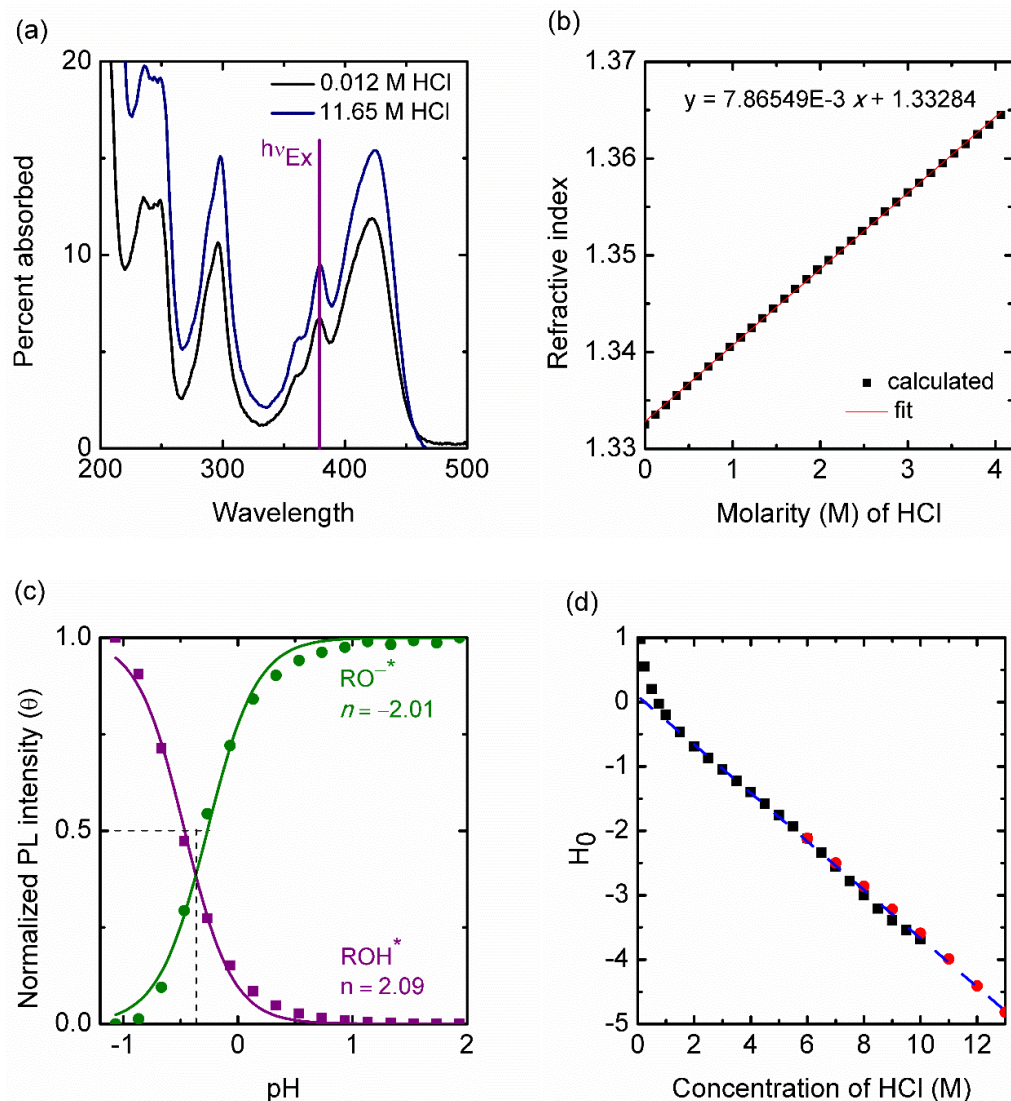 (a)
20
10
0
Percent absorbed
0.012 M HCl
11.65 M HCl
hνEx
200 300 400 500
Wavelength
(b)
1.37
1.36
1.35
1.34
1.33
Refractive index
y = 7.86549E-3 x + 1.33284
calculated
fit
0 1 2 3 4
Molarity (M) of HCl
(c)
1.0
0.5
0.0
Normalized PL intensity (θ)
RO⁻*
n = −2.01
ROH*
n = 2.09
-1 0 1 2
pH
(d)
1
0
-1
-2
-3
-4
-5
H₀
0 2 4 6 8 10 12
Concentration of HCl (M)